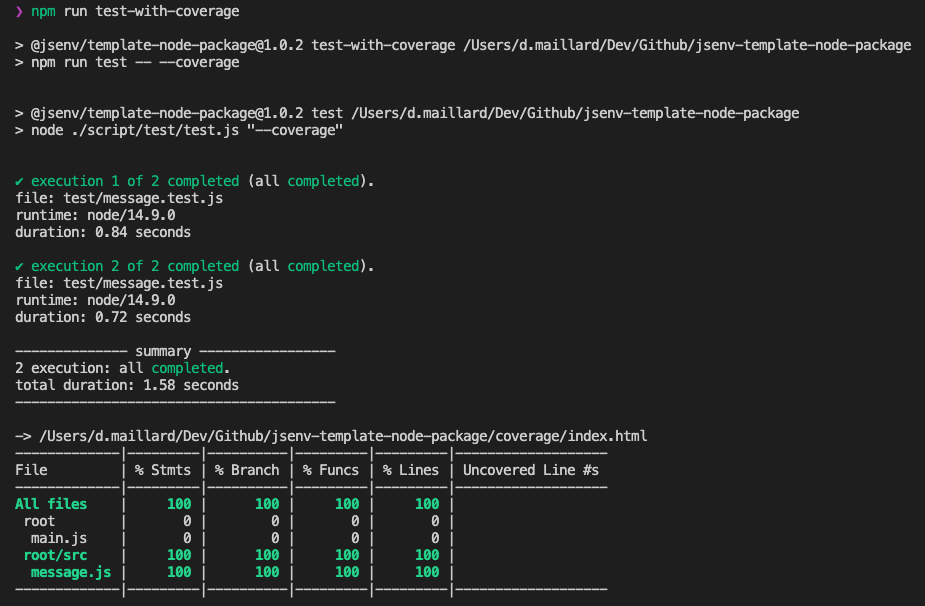 ❯ npm run test-with-coverage
> @jsenv/template-node-package@1.0.2 test-with-coverage /Users/d.maillard/Dev/Github/jsenv-template-node-package
> npm run test -- --coverage
> @jsenv/template-node-package@1.0.2 test /Users/d.maillard/Dev/Github/jsenv-template-node-package
> node ./script/test/test.js "--coverage"
✔ execution 1 of 2 completed (all completed).
file: test/message.test.js
runtime: node/14.9.0
duration: 0.84 seconds
✔ execution 2 of 2 completed (all completed).
file: test/message.test.js
runtime: node/14.9.0
duration: 0.72 seconds
-------------- summary -----------------
2 execution: all completed.
total duration: 1.58 seconds
----------------------------------------
-> /Users/d.maillard/Dev/Github/jsenv-template-node-package/coverage/index.html
-------------|---------|----------|---------|---------|-------------------
File         | % Stmts | % Branch | % Funcs | % Lines | Uncovered Line #s
-------------|---------|----------|---------|---------|-------------------
All files    |     100 |      100 |     100 |     100 |
 root        |       0 |        0 |       0 |       0 |
  main.js    |       0 |        0 |       0 |       0 |
 root/src    |     100 |      100 |     100 |     100 |
  message.js |     100 |      100 |     100 |     100 |
-------------|---------|----------|---------|---------|-------------------